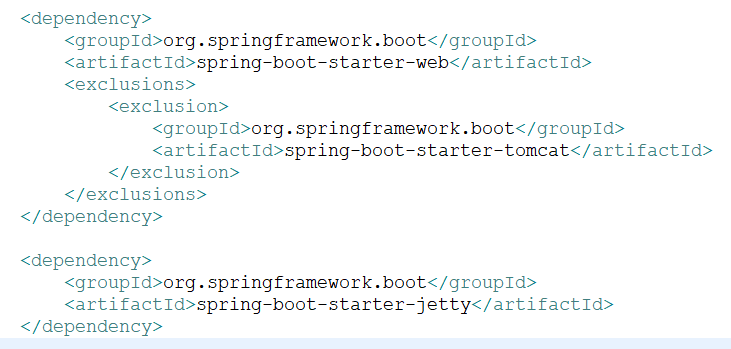 <dependency>
    <groupId>org.springframework.boot</groupId>
    <artifactId>spring-boot-starter-web</artifactId>
    <exclusions>
        <exclusion>
            <groupId>org.springframework.boot</groupId>
            <artifactId>spring-boot-starter-tomcat</artifactId>
        </exclusion>
    </exclusions>
</dependency>

<dependency>
    <groupId>org.springframework.boot</groupId>
    <artifactId>spring-boot-starter-jetty</artifactId>
</dependency>